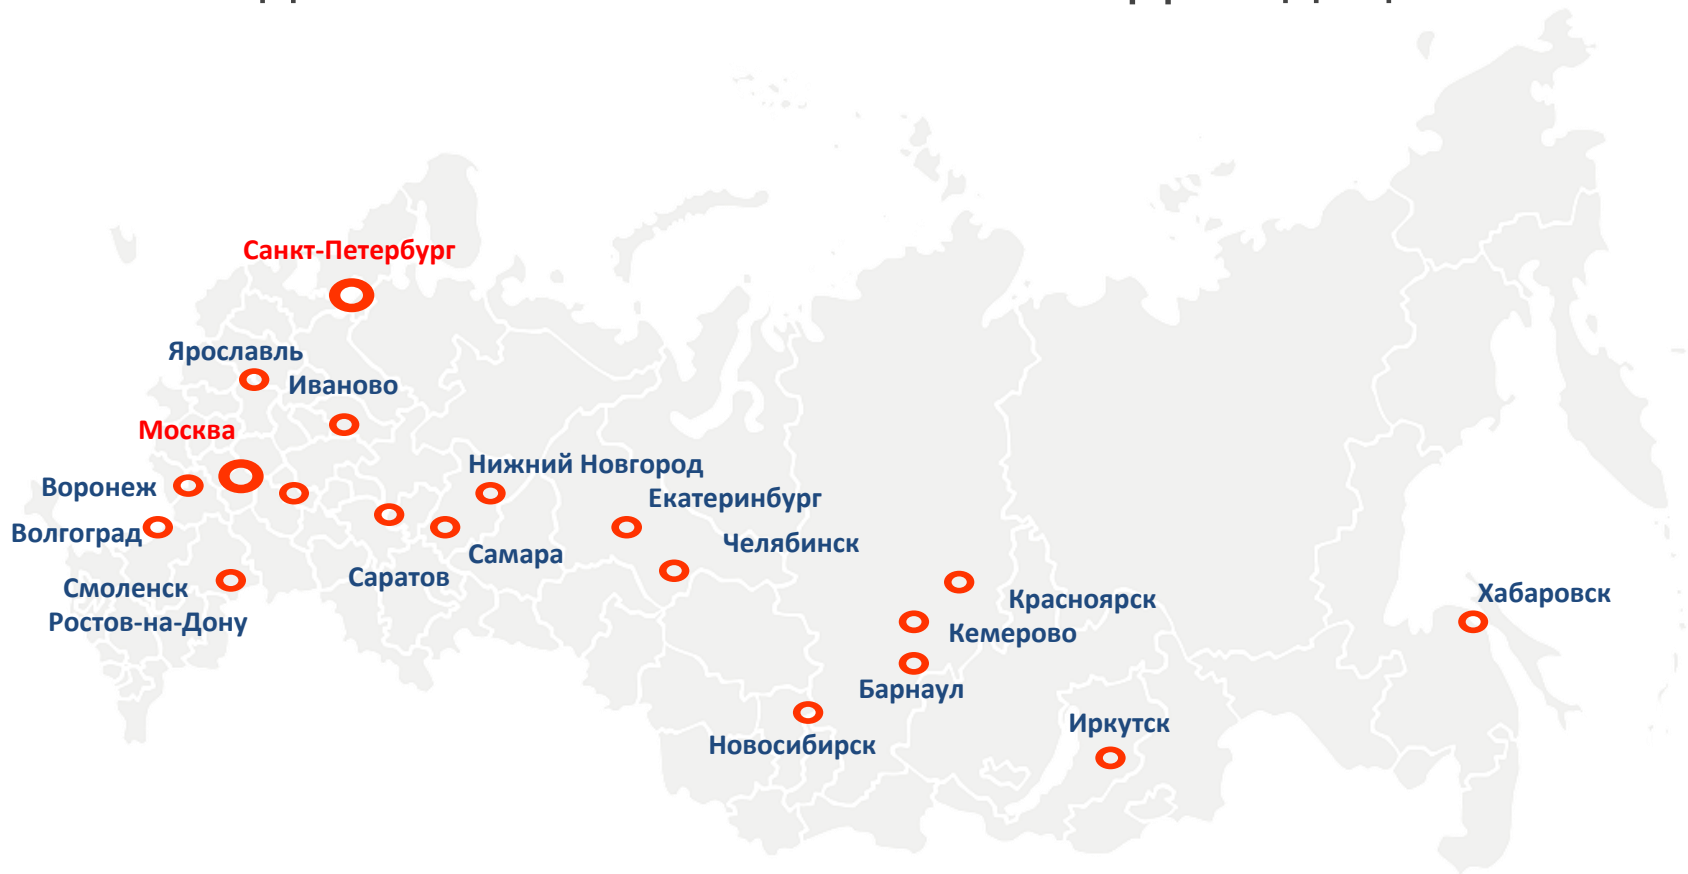 Санкт-Петербург
Ярославль
Иваново
Москва
Нижний Новгород
Воронеж
Екатеринбург
Волгоград
Челябинск
Самара
Саратов
Смоленск
Ростов-на-Дону
Красноярск
Хабаровск
Кемерово
Барнаул
Иркутск
Новосибирск